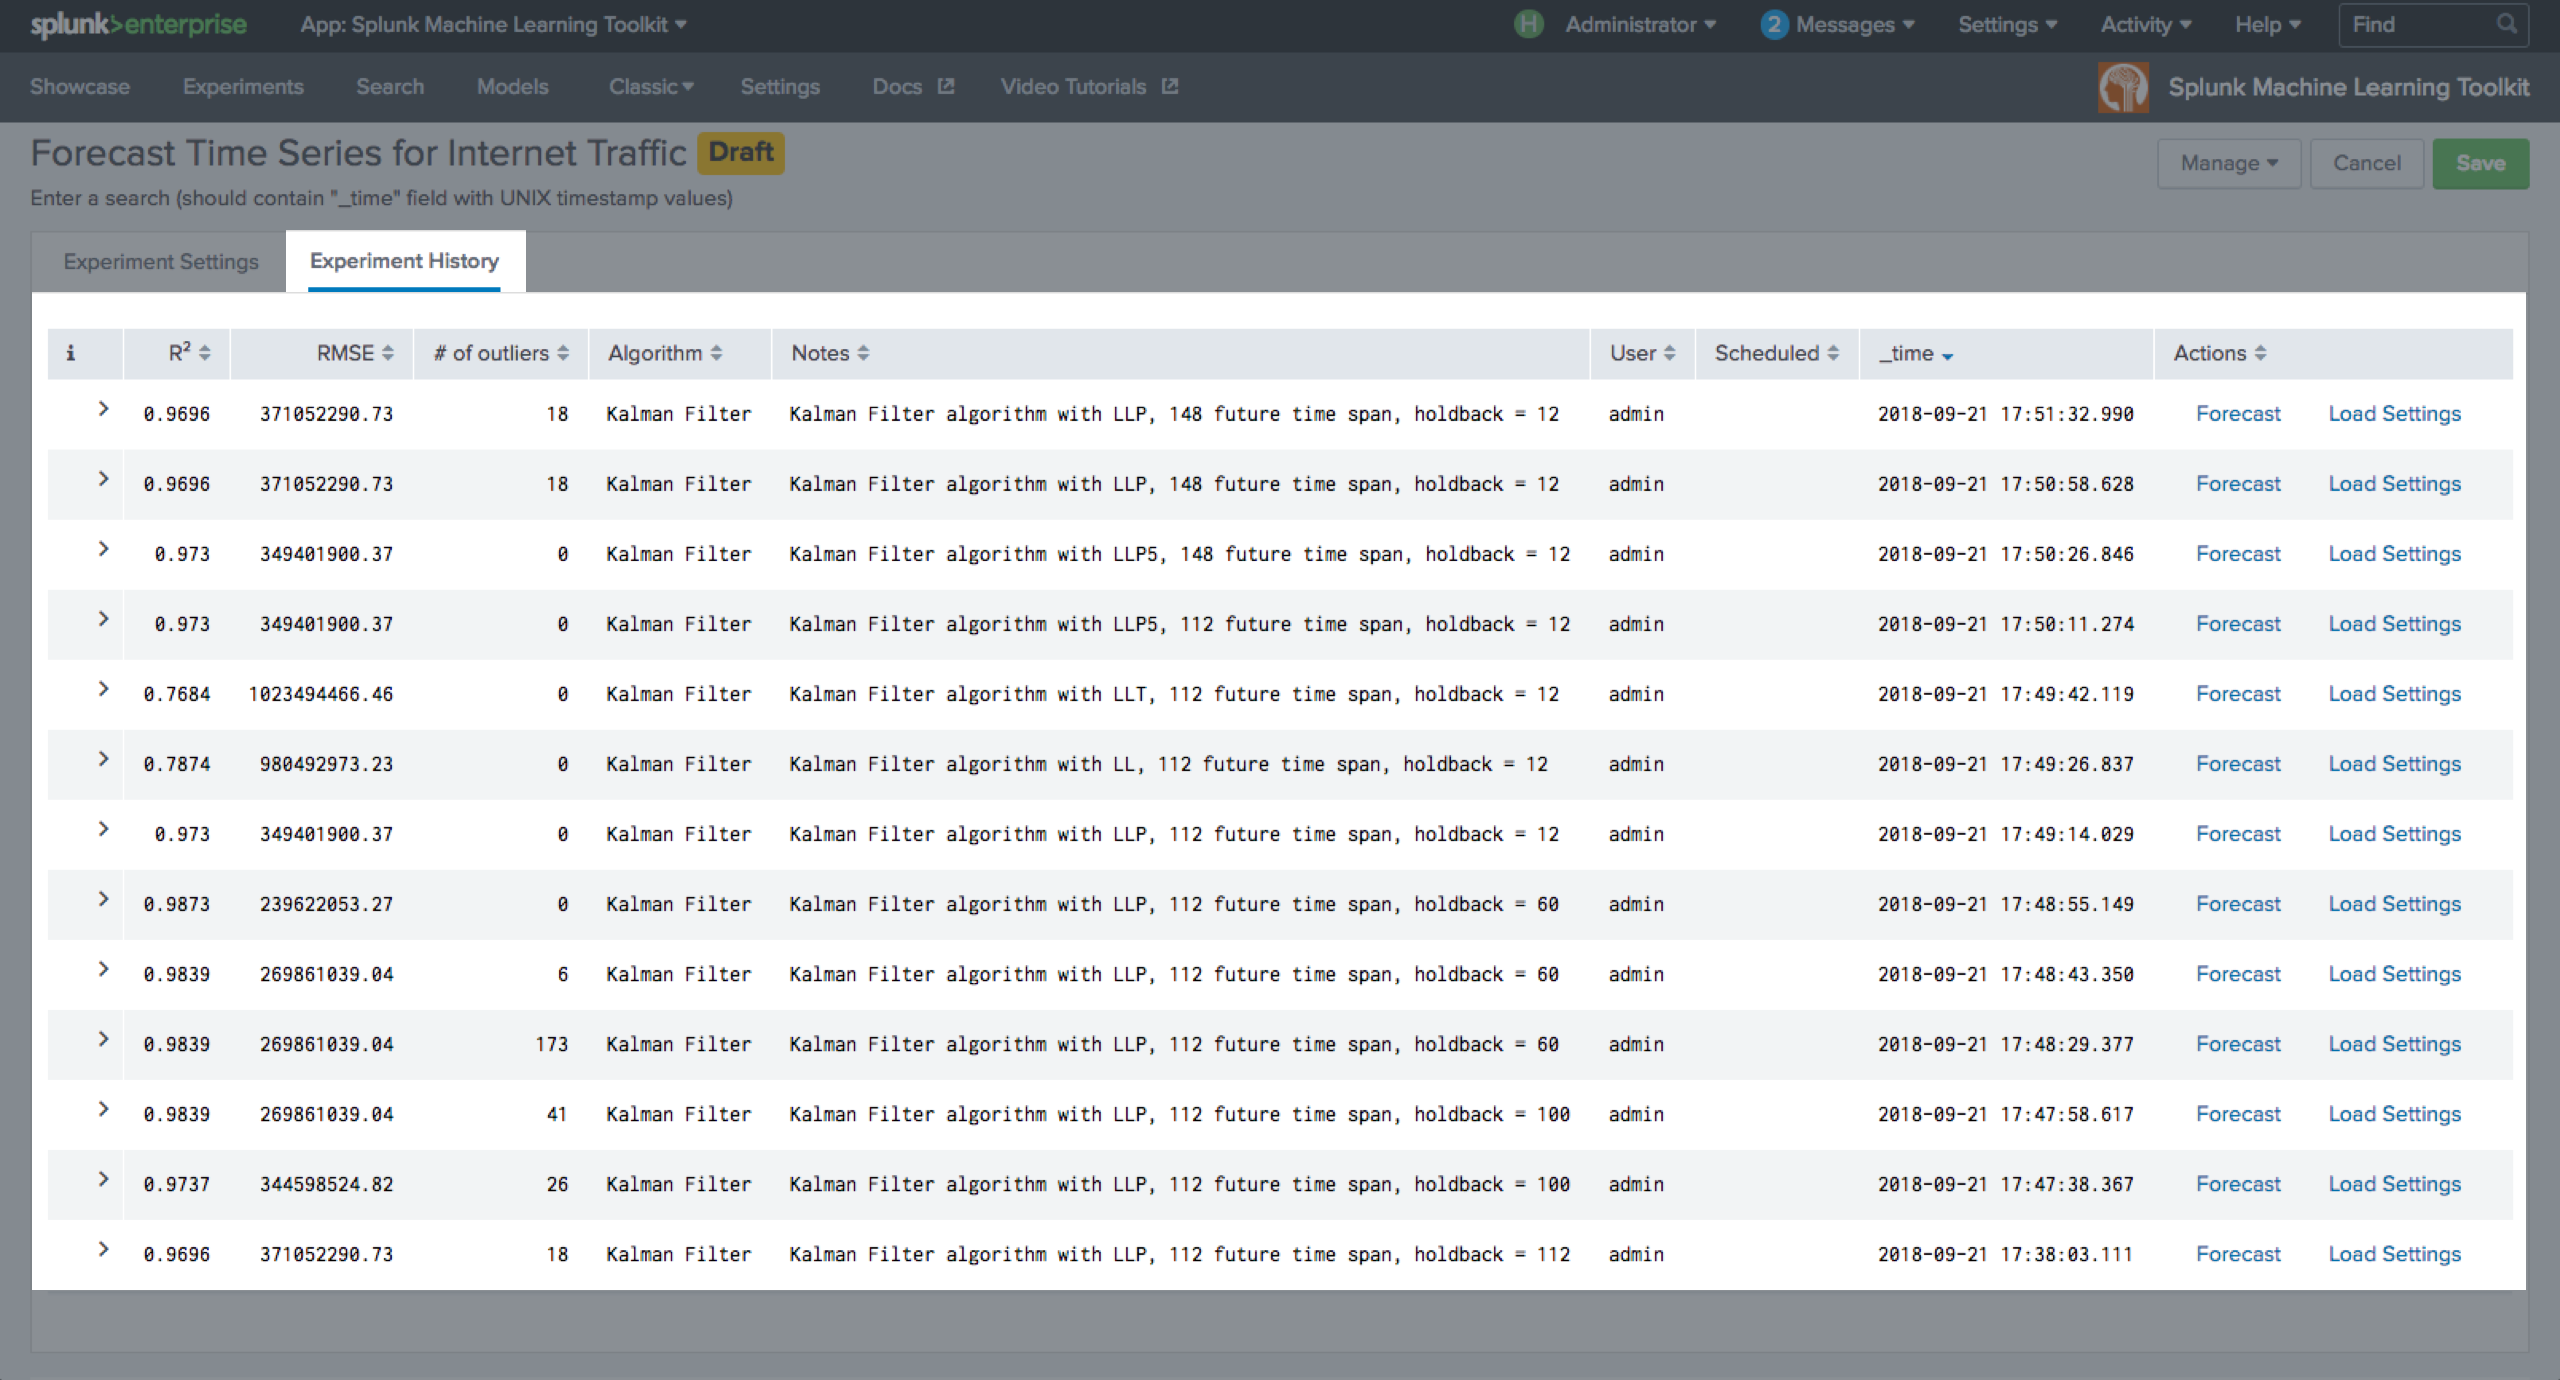 splunk>enterprise App: Splunk Machine Learning Toolkit H Administrator 2 Messages Settings Activity Help Find
Showcase Experiments Search Models Classic Settings Docs Video Tutorials Splunk Machine Learning Toolkit
Forecast Time Series for Internet Traffic Draft Manage Cancel Save
Enter a search (should contain "_time" field with UNIX timestamp values)
Experiment Settings Experiment History
i R² RMSE # of outliers Algorithm Notes User Scheduled _time Actions
0.9696 371052290.73 18 Kalman Filter Kalman Filter algorithm with LLP, 148 future time span, holdback = 12 admin 2018-09-21 17:51:32.990 Forecast Load Settings
0.9696 371052290.73 18 Kalman Filter Kalman Filter algorithm with LLP, 148 future time span, holdback = 12 admin 2018-09-21 17:50:58.628 Forecast Load Settings
0.973 349401900.37 0 Kalman Filter Kalman Filter algorithm with LLP5, 148 future time span, holdback = 12 admin 2018-09-21 17:50:26.846 Forecast Load Settings
0.973 349401900.37 0 Kalman Filter Kalman Filter algorithm with LLP5, 112 future time span, holdback = 12 admin 2018-09-21 17:50:11.274 Forecast Load Settings
0.7684 1023494466.46 0 Kalman Filter Kalman Filter algorithm with LLT, 112 future time span, holdback = 12 admin 2018-09-21 17:49:42.119 Forecast Load Settings
0.7874 980492973.23 0 Kalman Filter Kalman Filter algorithm with LL, 112 future time span, holdback = 12 admin 2018-09-21 17:49:26.837 Forecast Load Settings
0.973 349401900.37 0 Kalman Filter Kalman Filter algorithm with LLP, 112 future time span, holdback = 12 admin 2018-09-21 17:49:14.029 Forecast Load Settings
0.9873 239622053.27 0 Kalman Filter Kalman Filter algorithm with LLP, 112 future time span, holdback = 60 admin 2018-09-21 17:48:55.149 Forecast Load Settings
0.9839 269861039.04 6 Kalman Filter Kalman Filter algorithm with LLP, 112 future time span, holdback = 60 admin 2018-09-21 17:48:43.350 Forecast Load Settings
0.9839 269861039.04 173 Kalman Filter Kalman Filter algorithm with LLP, 112 future time span, holdback = 60 admin 2018-09-21 17:48:29.377 Forecast Load Settings
0.9839 269861039.04 41 Kalman Filter Kalman Filter algorithm with LLP, 112 future time span, holdback = 100 admin 2018-09-21 17:47:58.617 Forecast Load Settings
0.9737 344598524.82 26 Kalman Filter Kalman Filter algorithm with LLP, 112 future time span, holdback = 100 admin 2018-09-21 17:47:38.367 Forecast Load Settings
0.9696 371052290.73 18 Kalman Filter Kalman Filter algorithm with LLP, 112 future time span, holdback = 112 admin 2018-09-21 17:38:03.111 Forecast Load Settings